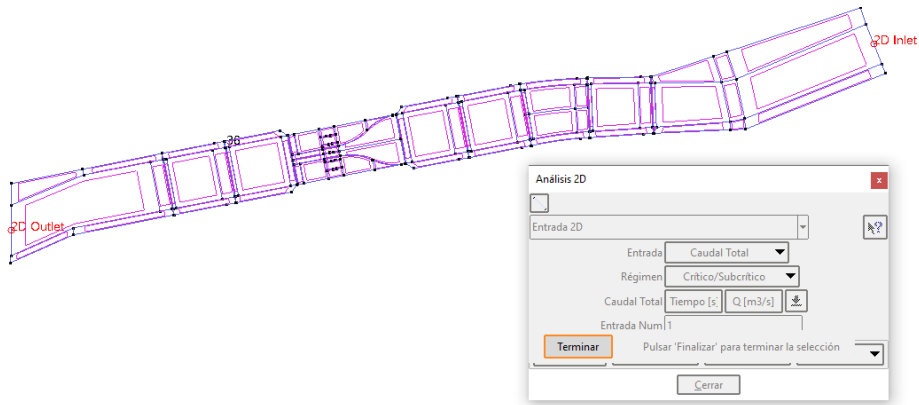 2D Inlet
36
2D Outlet
Análisis 2D
x
Entrada 2D
Entrada Caudal Total
Régimen Crítico/Subcrítico
Caudal Total Tiempo [s] Q [m3/s]
Entrada Num 1
Terminar Pulsar 'Finalizar' para terminar la selección
Cerrar